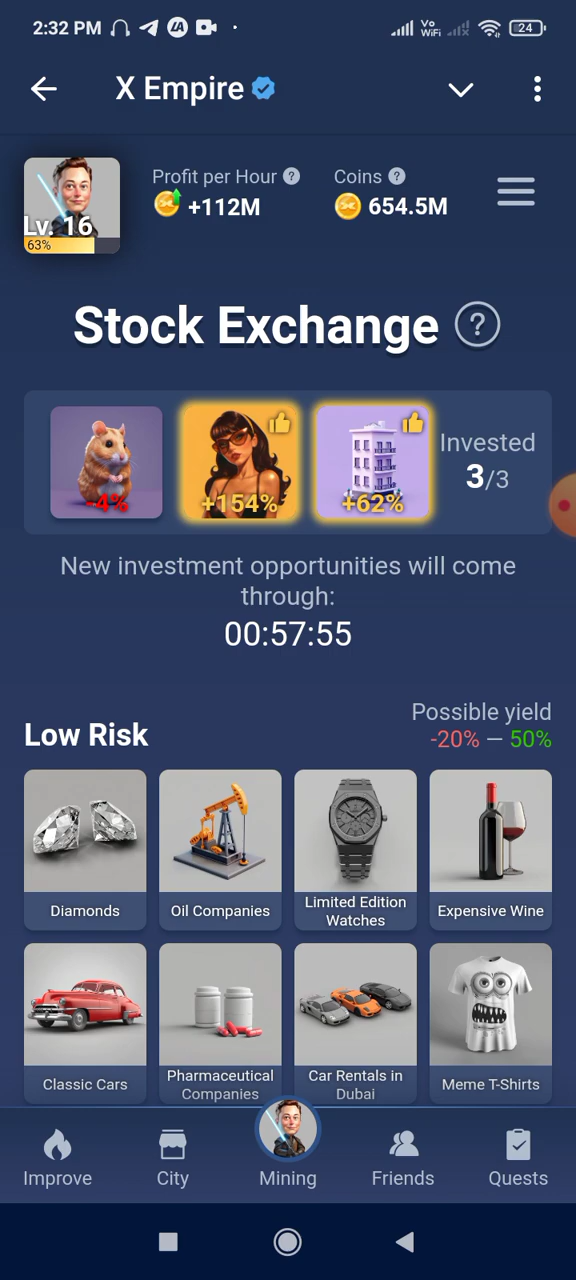 2:32 PM
Vo
WiFi
24
X Empire
Profit per Hour ?
Coins ?
Lv. 16
+112M
654.5M
63%
Stock Exchange ?
-4%
+154%
+62%
Invested
3/3
New investment opportunities will come
through:
00:57:55
Low Risk
Possible yield
-20% — 50%
Diamonds
Oil Companies
Limited Edition
Watches
Expensive Wine
Classic Cars
Pharmaceutical
Companies
Car Rentals in
Dubai
Meme T-Shirts
Improve
City
Mining
Friends
Quests